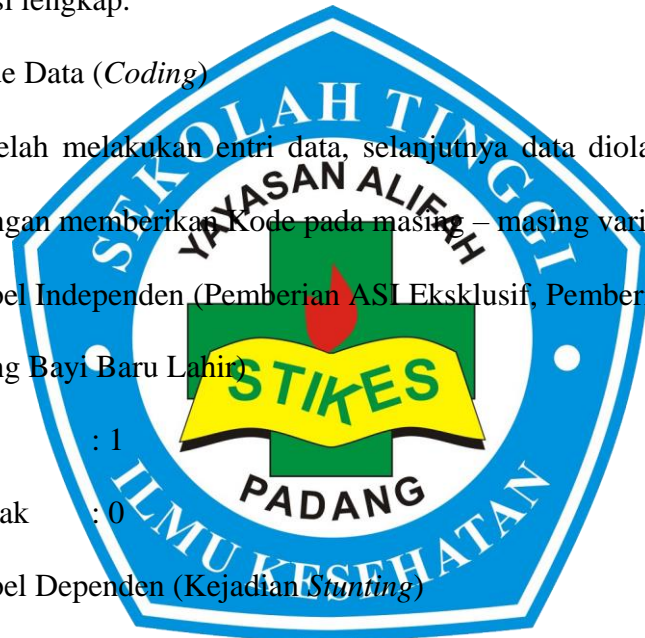 si lengkap.
e Data (Coding)
elah melakukan entri data, selanjutnya data diola
ngan memberikan Kode pada masing – masing vari
bel Independen (Pemberian ASI Eksklusif, Pember
ng Bayi Baru Lahir)
: 1
ak : 0
bel Dependen (Kejadian Stunting)
SEKOLAH TINGGI
YAYASAN ALIFAH
STIKES
PADANG
ILMU KESEHATAN